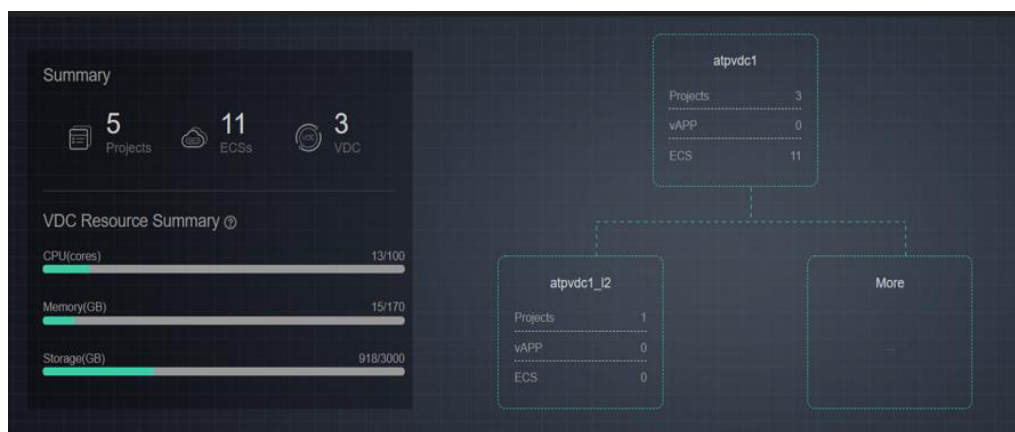 Summary
5 Projects
11 ECSs
VDC 3 VDC
VDC Resource Summary ?
CPU(cores) 13/100
Memory(GB) 15/170
Storage(GB) 918/3000
atpvdc1
Projects 3
vAPP 0
ECS 11
atpvdc1_l2
Projects 1
vAPP 0
ECS 0
More
...